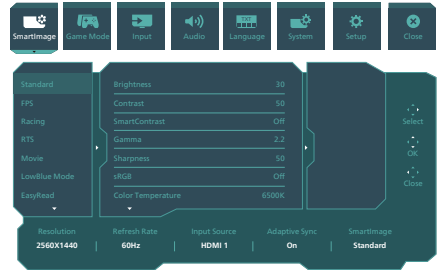 SmartImage Game Mode Input Audio TXT Language System Setup Close
Standard Brightness 30
FPS Contrast 50
Racing SmartContrast Off Select
RTS Gamma 2.2
Movie Sharpness 50 OK
LowBlue Mode sRGB Off
EasyRead Color Temperature 6500K Close
Resolution Refresh Rate Input Source Adaptive Sync SmartImage
2560X1440 60Hz HDMI 1 On Standard